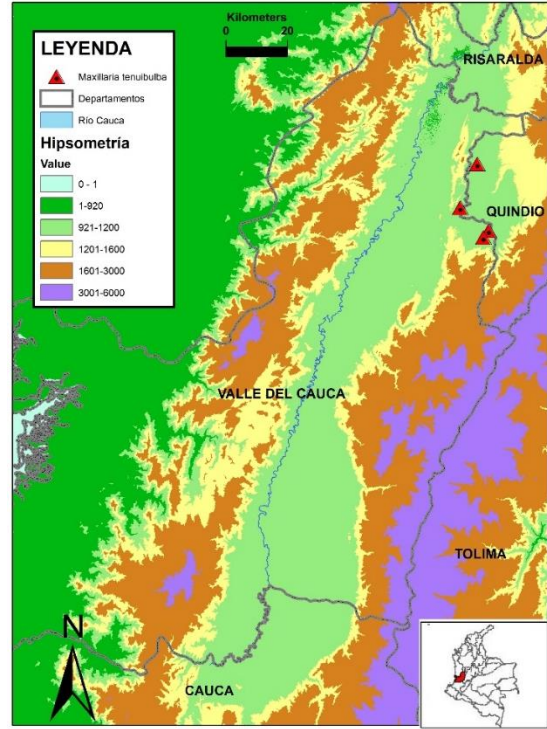 Kilometers
0 20
LEYENDA
Maxillaria tenuibulba
Departamentos
Río Cauca
Hipsometría
Value
0 - 1
1-920
921-1200
1201-1600
1601-3000
3001-6000
RISARALDA
QUINDIO
VALLE DEL CAUCA
TOLIMA
N
CAUCA